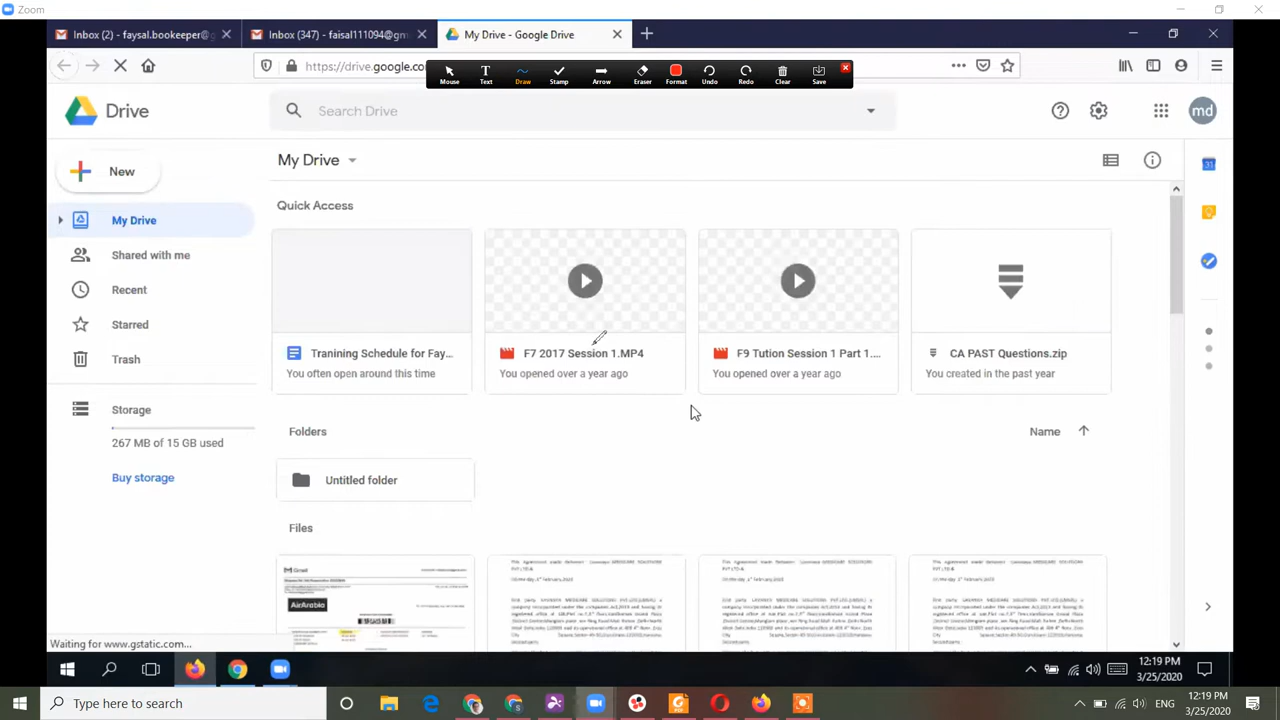 Zoom
Inbox (2) - faysal.bookeeper@g
Inbox (347) - faisal111094@gm
My Drive - Google Drive
https://drive.google.co
Mouse
Text
Draw
Stamp
Arrow
Eraser
Format
Undo
Redo
Clear
Save
Drive
Search Drive
md
New
My Drive
31
Quick Access
My Drive
Shared with me
Recent
Starred
Trash
Storage
267 MB of 15 GB used
Buy storage
Tranining Schedule for Fay...
You often open around this time
F7 2017 Session 1.MP4
You opened over a year ago
F9 Tution Session 1 Part 1....
You opened over a year ago
CA PAST Questions.zip
You created in the past year
Folders
Name
Untitled folder
Files
Gmail
AirArabia
Waiting for www.gstatic.com...
12:19 PM
3/25/2020
Type here to search
ENG
12:19 PM
3/25/2020